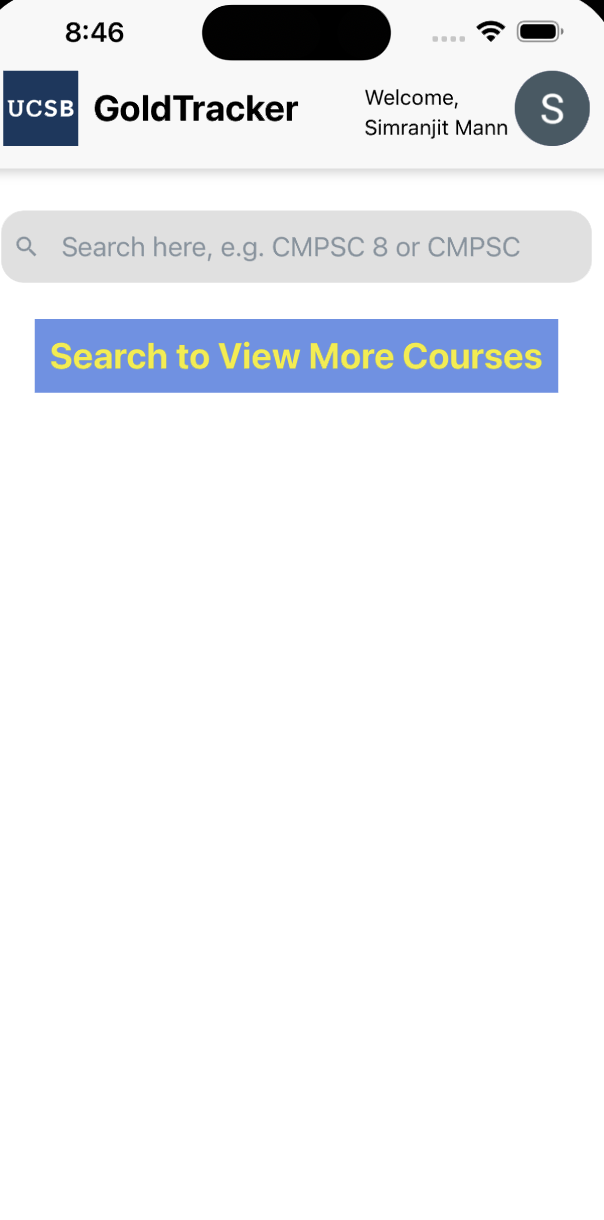 8:46
UCSB GoldTracker
Welcome,
Simranjit Mann
S
Search here, e.g. CMPSC 8 or CMPSC
Search to View More Courses